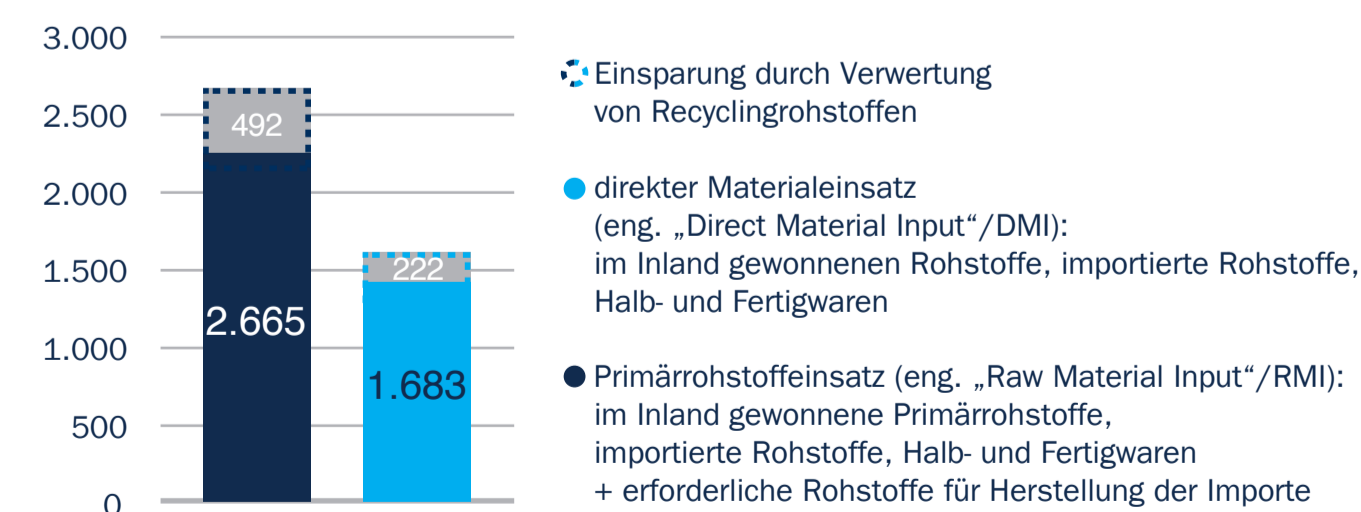 3.000
2.500
2.000
1.500
1.000
500
0
492
2.665
222
1.683
Einsparung durch Verwertung
von Recyclingrohstoffen
direkter Materialeinsatz
(eng. „Direct Material Input“/DMI):
im Inland gewonnenen Rohstoffe, importierte Rohstoffe,
Halb- und Fertigwaren
Primärrohstoffeinsatz (eng. „Raw Material Input“/RMI):
im Inland gewonnene Primärrohstoffe,
importierte Rohstoffe, Halb- und Fertigwaren
+ erforderliche Rohstoffe für Herstellung der Importe